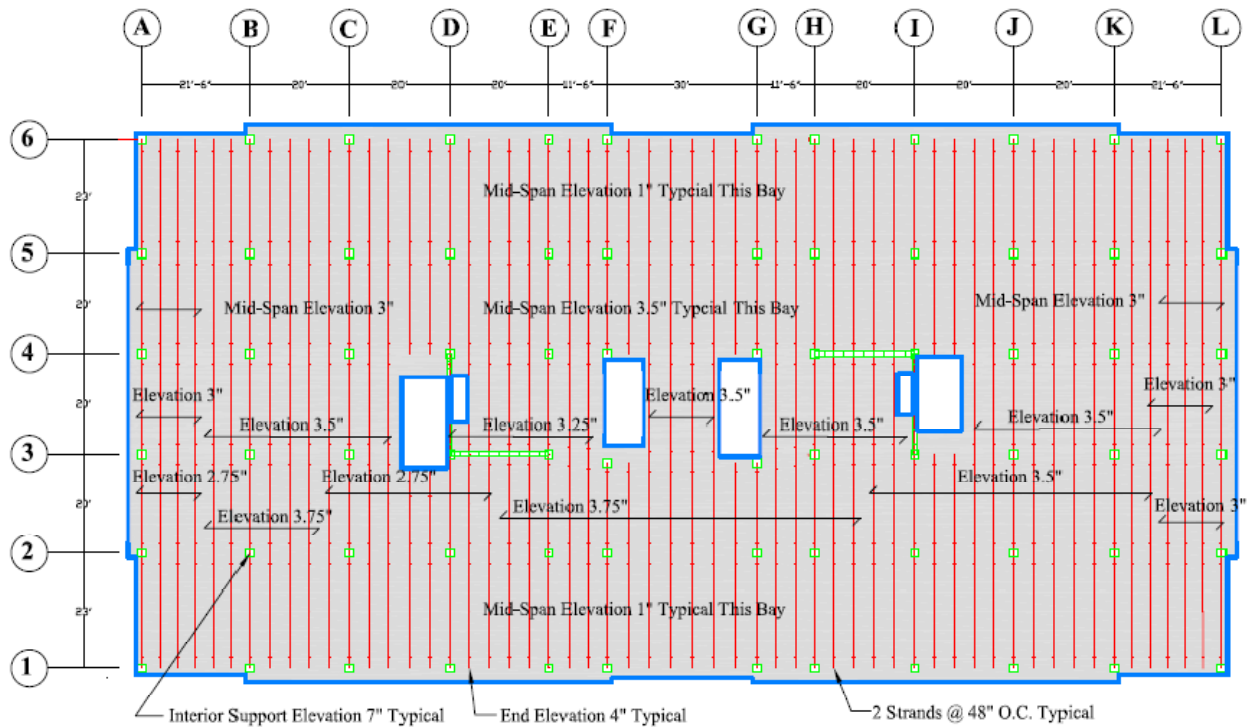 A B C D E F G H I J K L
21'-6" 20' 20' 20' 11'-6" 30' 11'-6" 20' 20' 20' 21'-6"
6
Mid-Span Elevation 1" Typcial This Bay
23'
5
Mid-Span Elevation 3"
Mid-Span Elevation 3.5" Typcial This Bay
Mid-Span Elevation 3"
20'
4
Elevation 3"
Elevation 3.5"
Elevation 3"
20'
Elevation 3.5"
Elevation 3.25"
Elevation 3.5"
Elevation 3.5"
3
Elevation 2.75"
Elevation 2.75"
Elevation 3.5"
20'
Elevation 3.75"
Elevation 3.75"
Elevation 3"
2
23'
Mid-Span Elevation 1" Typical This Bay
1
Interior Support Elevation 7" Typical
End Elevation 4" Typical
2 Strands @ 48" O.C. Typical